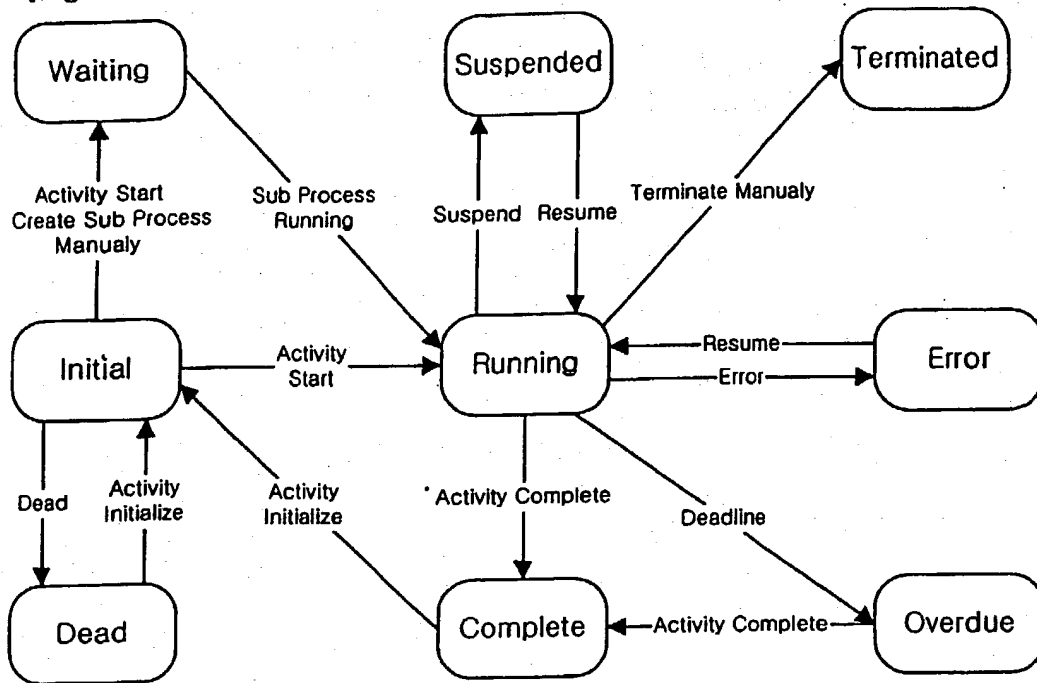 Waiting
Suspended
Terminated
Activity Start
Create Sub Process
Manualy
Sub Process
Running
Suspend
Resume
Terminate Manualy
Initial
Activity
Start
Running
Resume
Error
Error
Dead
Activity
Initialize
Activity
Initialize
Activity Complete
Deadline
Dead
Complete
Activity Complete
Overdue